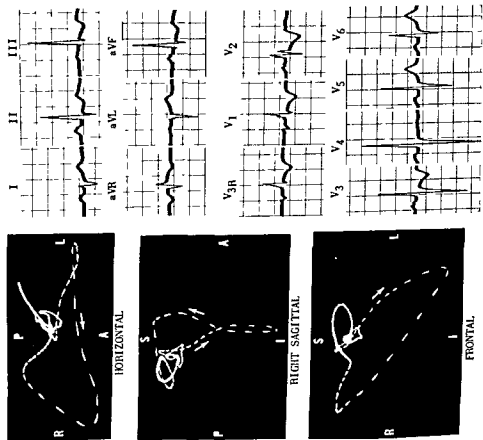 I II III
aVR aVL aVF
V3R V1 V2
V3 V4 V5 V6
P
R L
A
HORIZONTAL
S
P A
I
RIGHT SAGITTAL
S
R L
I
FRONTAL